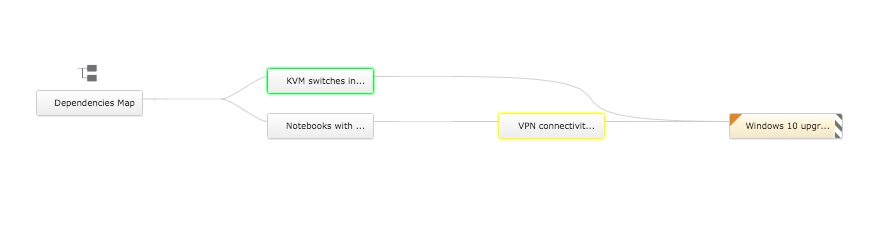 KVM switches in...
Dependencies Map
Notebooks with ...
VPN connectivit...
Windows 10 upgr...